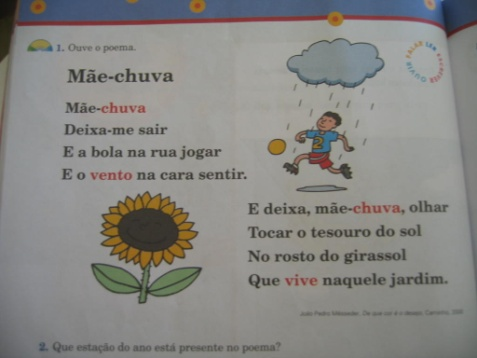 1. Ouve o poema.
Mãe-chuva
Mãe-chuva
Deixa-me sair
E a bola na rua jogar
E o vento na cara sentir.
2
E deixa, mãe-chuva, olhar
Tocar o tesouro do sol
No rosto do girassol
Que vive naquele jardim.
João Pedro Mésseder, De que cor é o desejo, Caminho,
2. Que estação do ano está presente no poema?